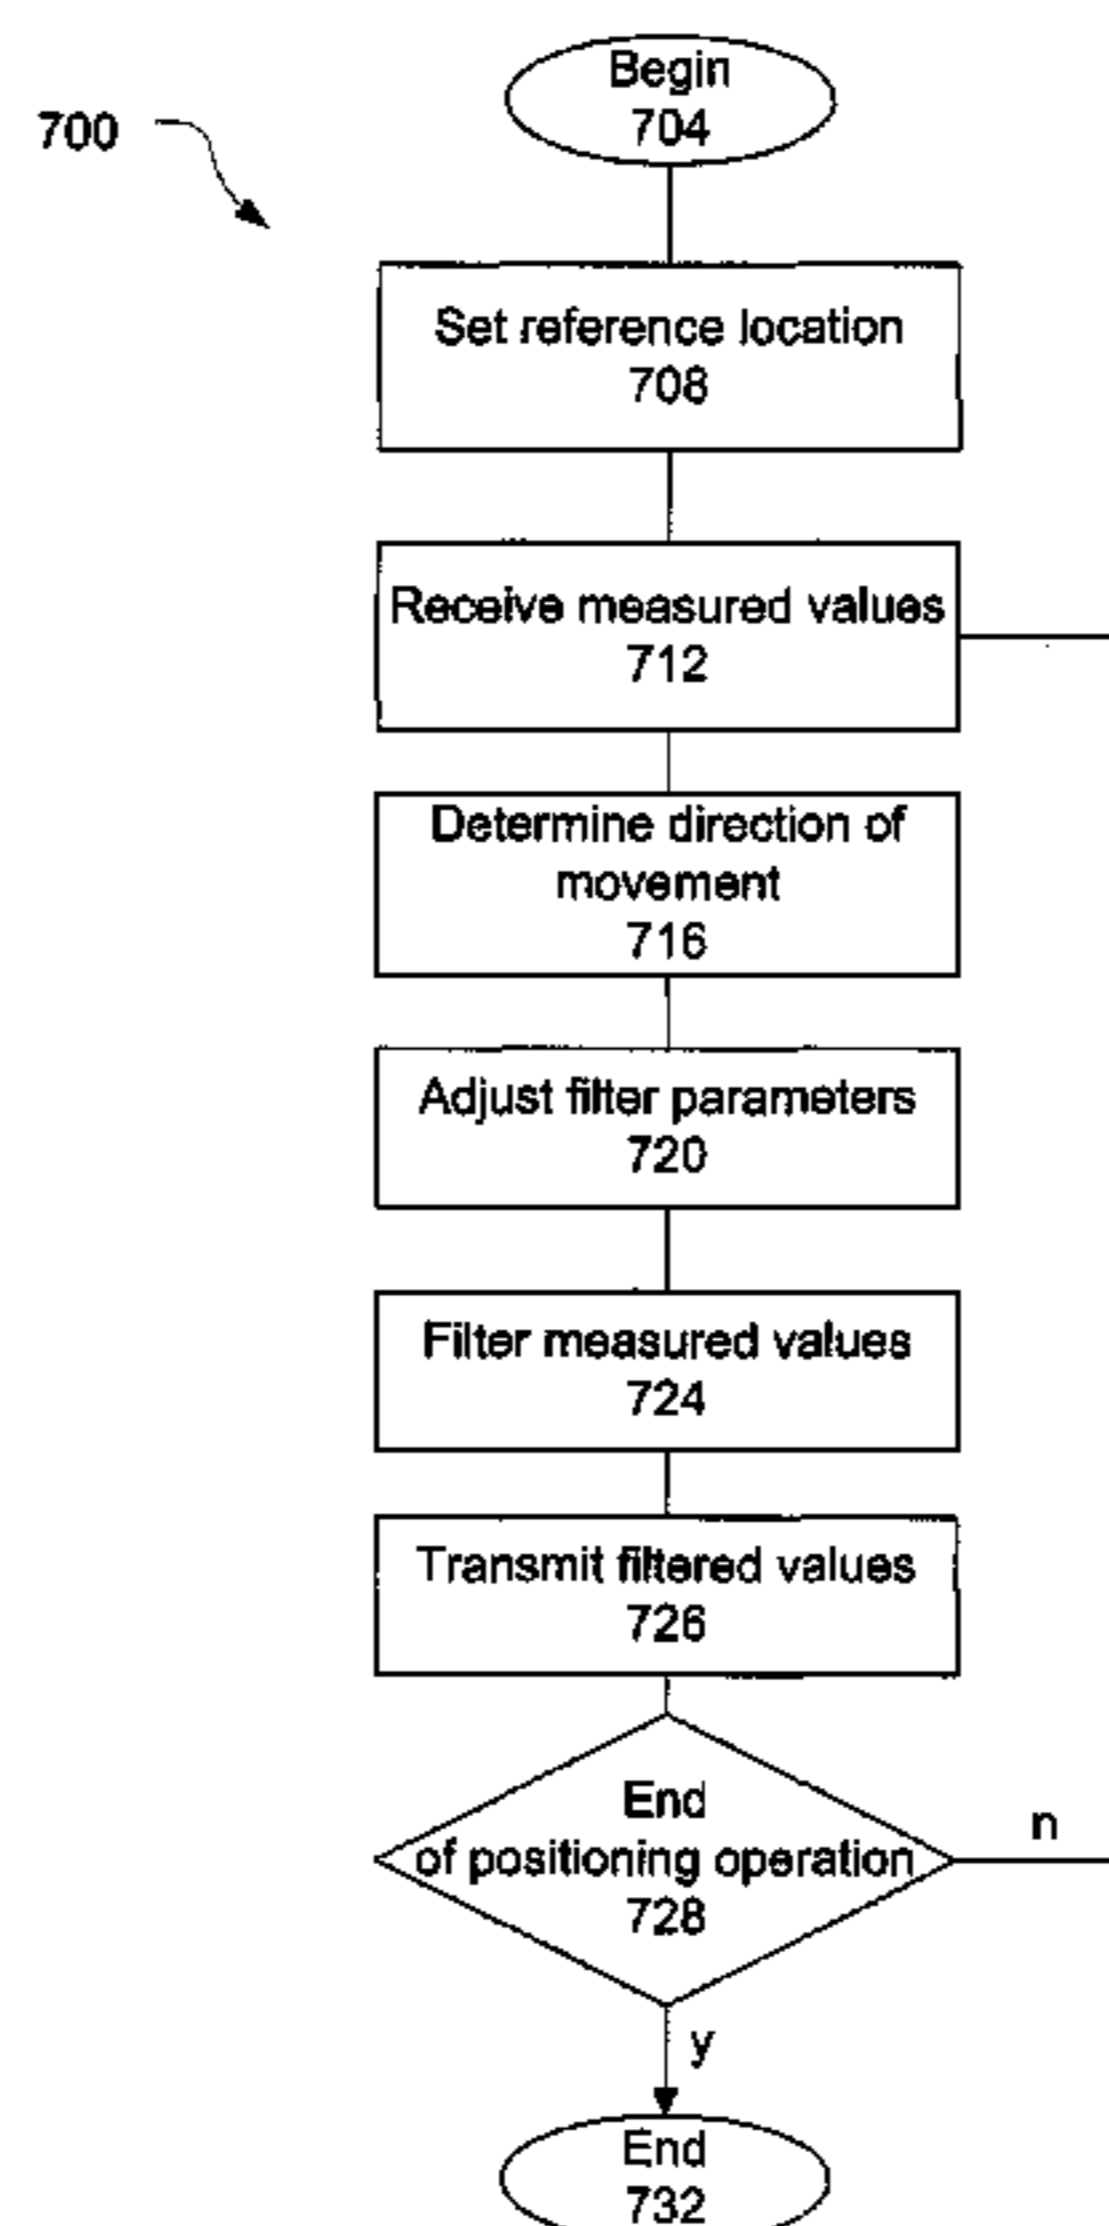 Begin
704
700
Set reference location
708
Receive measured values
712
Determine direction of
movement
716
Adjust filter parameters
720
Filter measured values
724
Transmit filtered values
726
End
of positioning operation
728
n
y
End
732